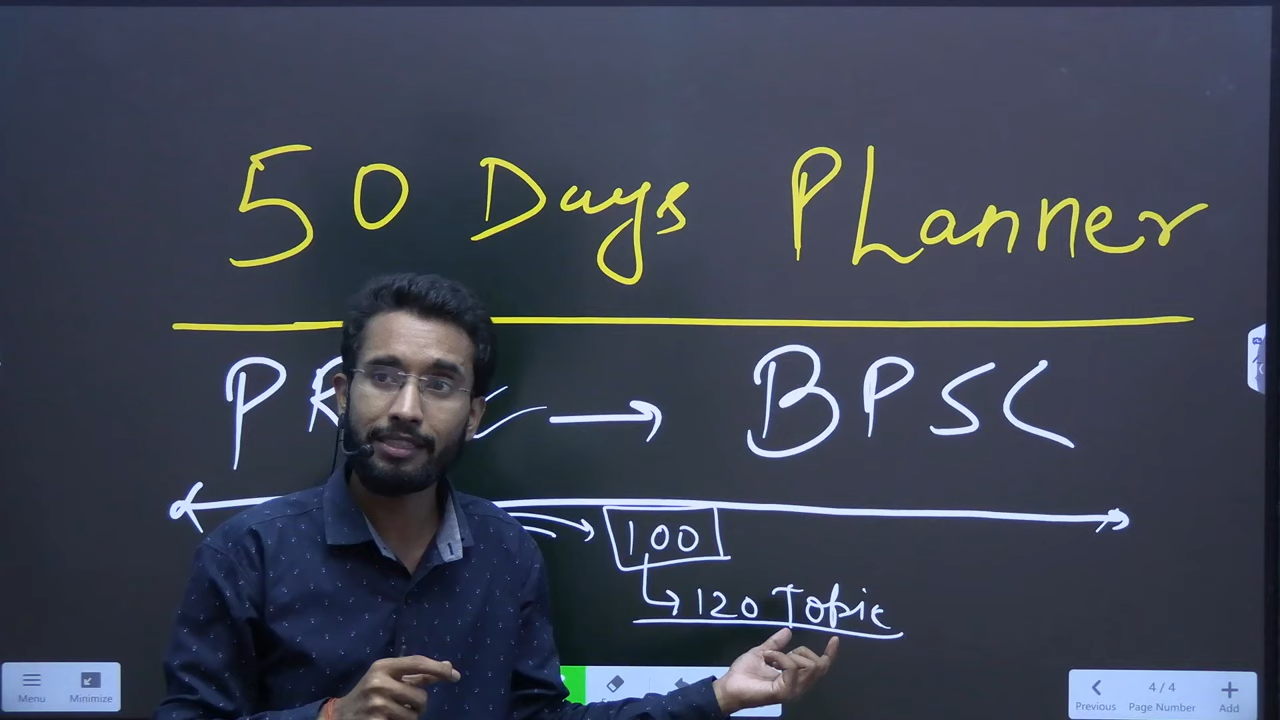 50 Days PLanner
BPSC
100
120 Topic
Menu
Minimize
Previous
4 / 4
Page Number
Add